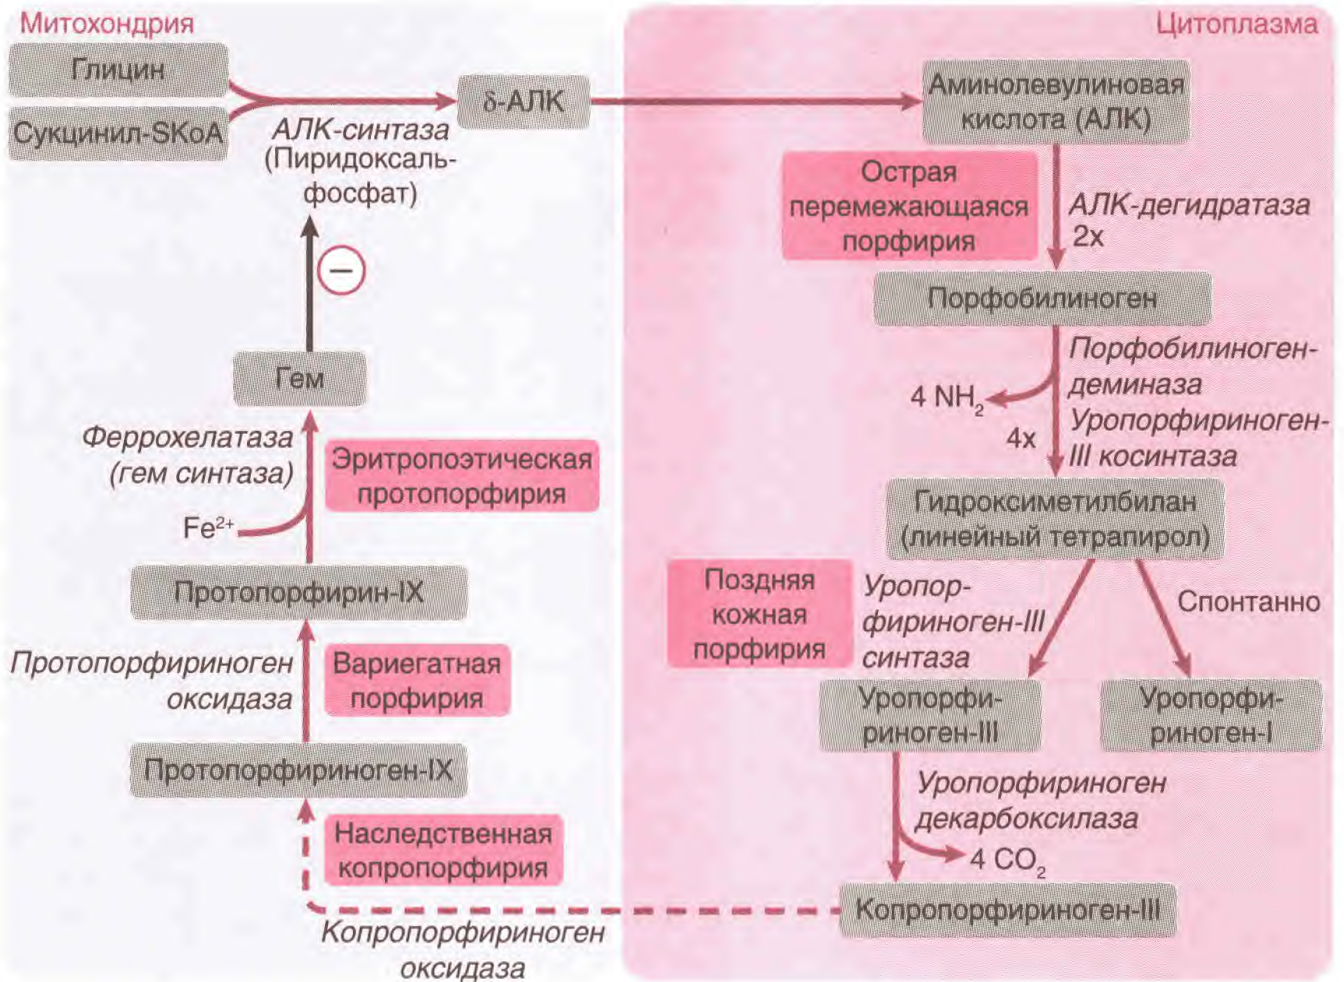 Митохондрия
Глицин
Сукцинил-SКоА
АЛК-синтаза
(Пиридоксаль-
фосфат)
δ-АЛК
–
Гем
Феррохелатаза
(гем синтаза)
Fe²⁺
Эритропоэтическая
протопорфирия
Протопорфирин-IX
Протопорфириноген
оксидаза
Вариегатная
порфирия
Протопорфириноген-IX
Наследственная
копропорфирия
Копропорфириноген
оксидаза
Цитоплазма
Аминолевулиновая
кислота (АЛК)
Острая
перемежающаяся
порфирия
АЛК-дегидратаза
2x
Порфобилиноген
Порфобилиноген-
деминаза
4 NH₂
4x
Уропорфириноген-
III косинтаза
Гидроксиметилбилан
(линейный тетрапирол)
Поздняя
кожная
порфирия
Уропор-
фириноген-III
синтаза
Спонтанно
Уропорфи-
риноген-III
Уропорфи-
риноген-I
Уропорфириноген
декарбоксилаза
4 CO₂
Копропорфириноген-III